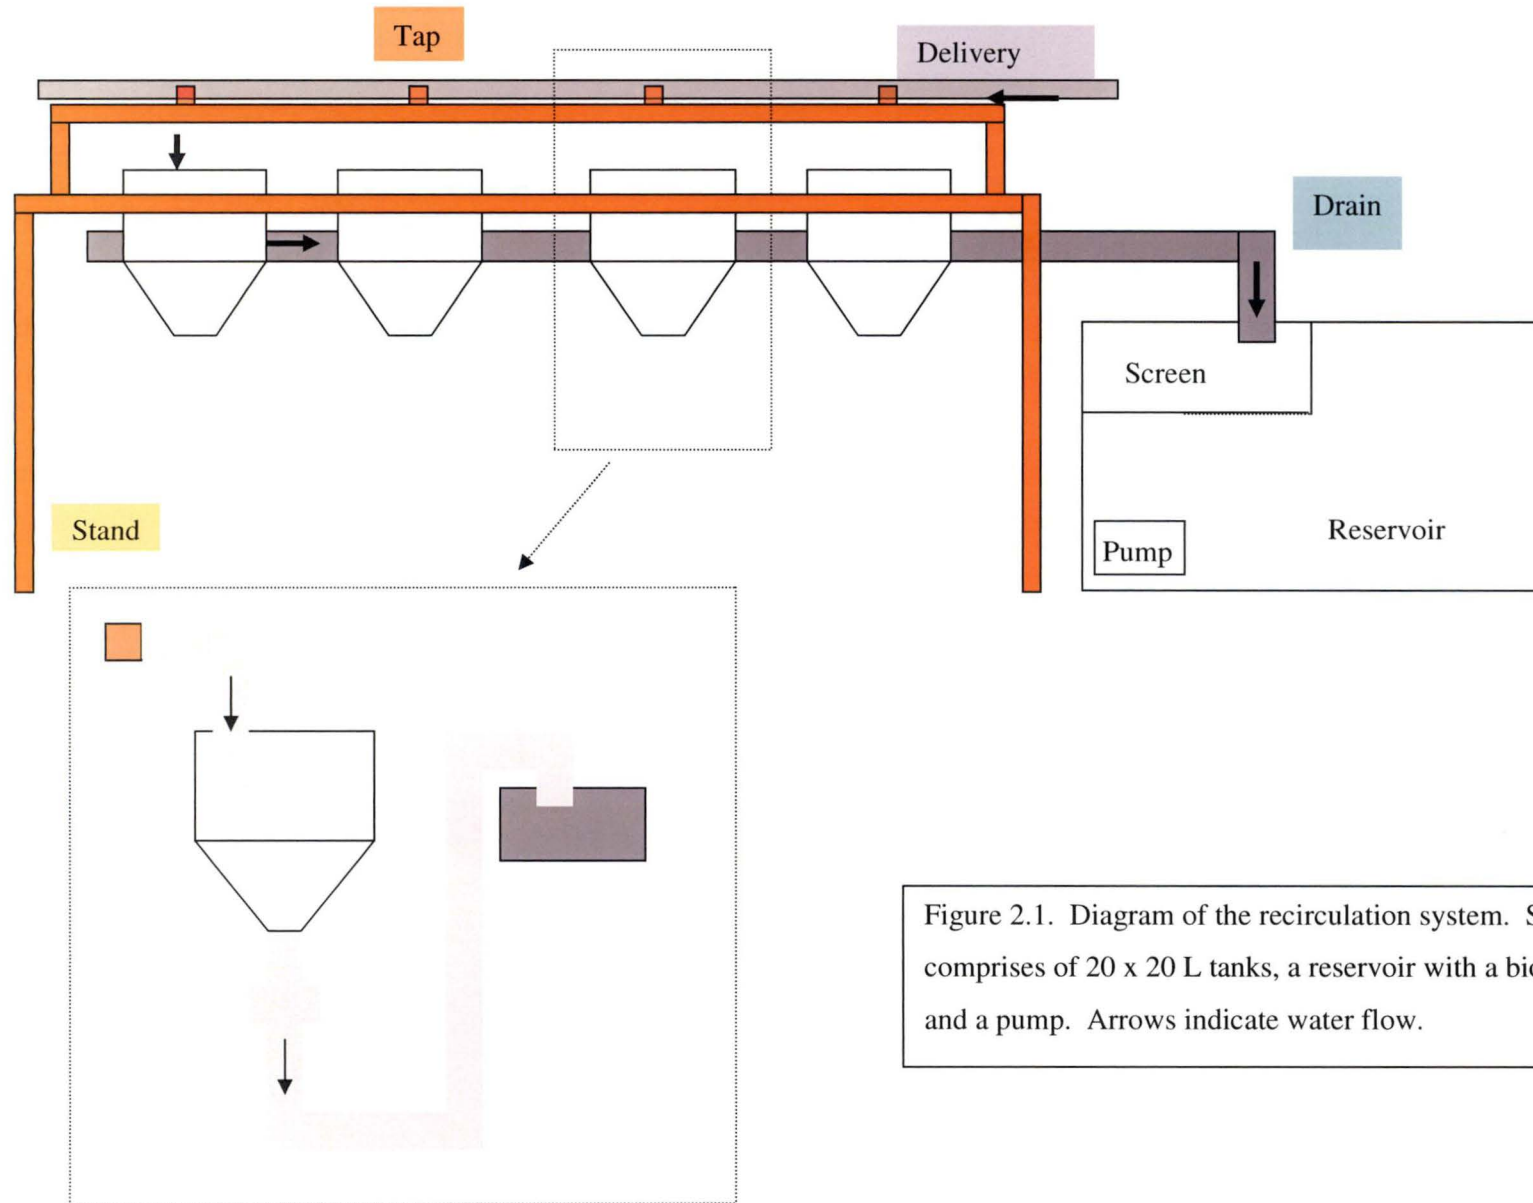 Tap
Delivery
Drain
Screen
Stand
Pump
Reservoir
Figure 2.1. Diagram of the recirculation system. S
comprises of 20 x 20 L tanks, a reservoir with a bio
and a pump. Arrows indicate water flow.